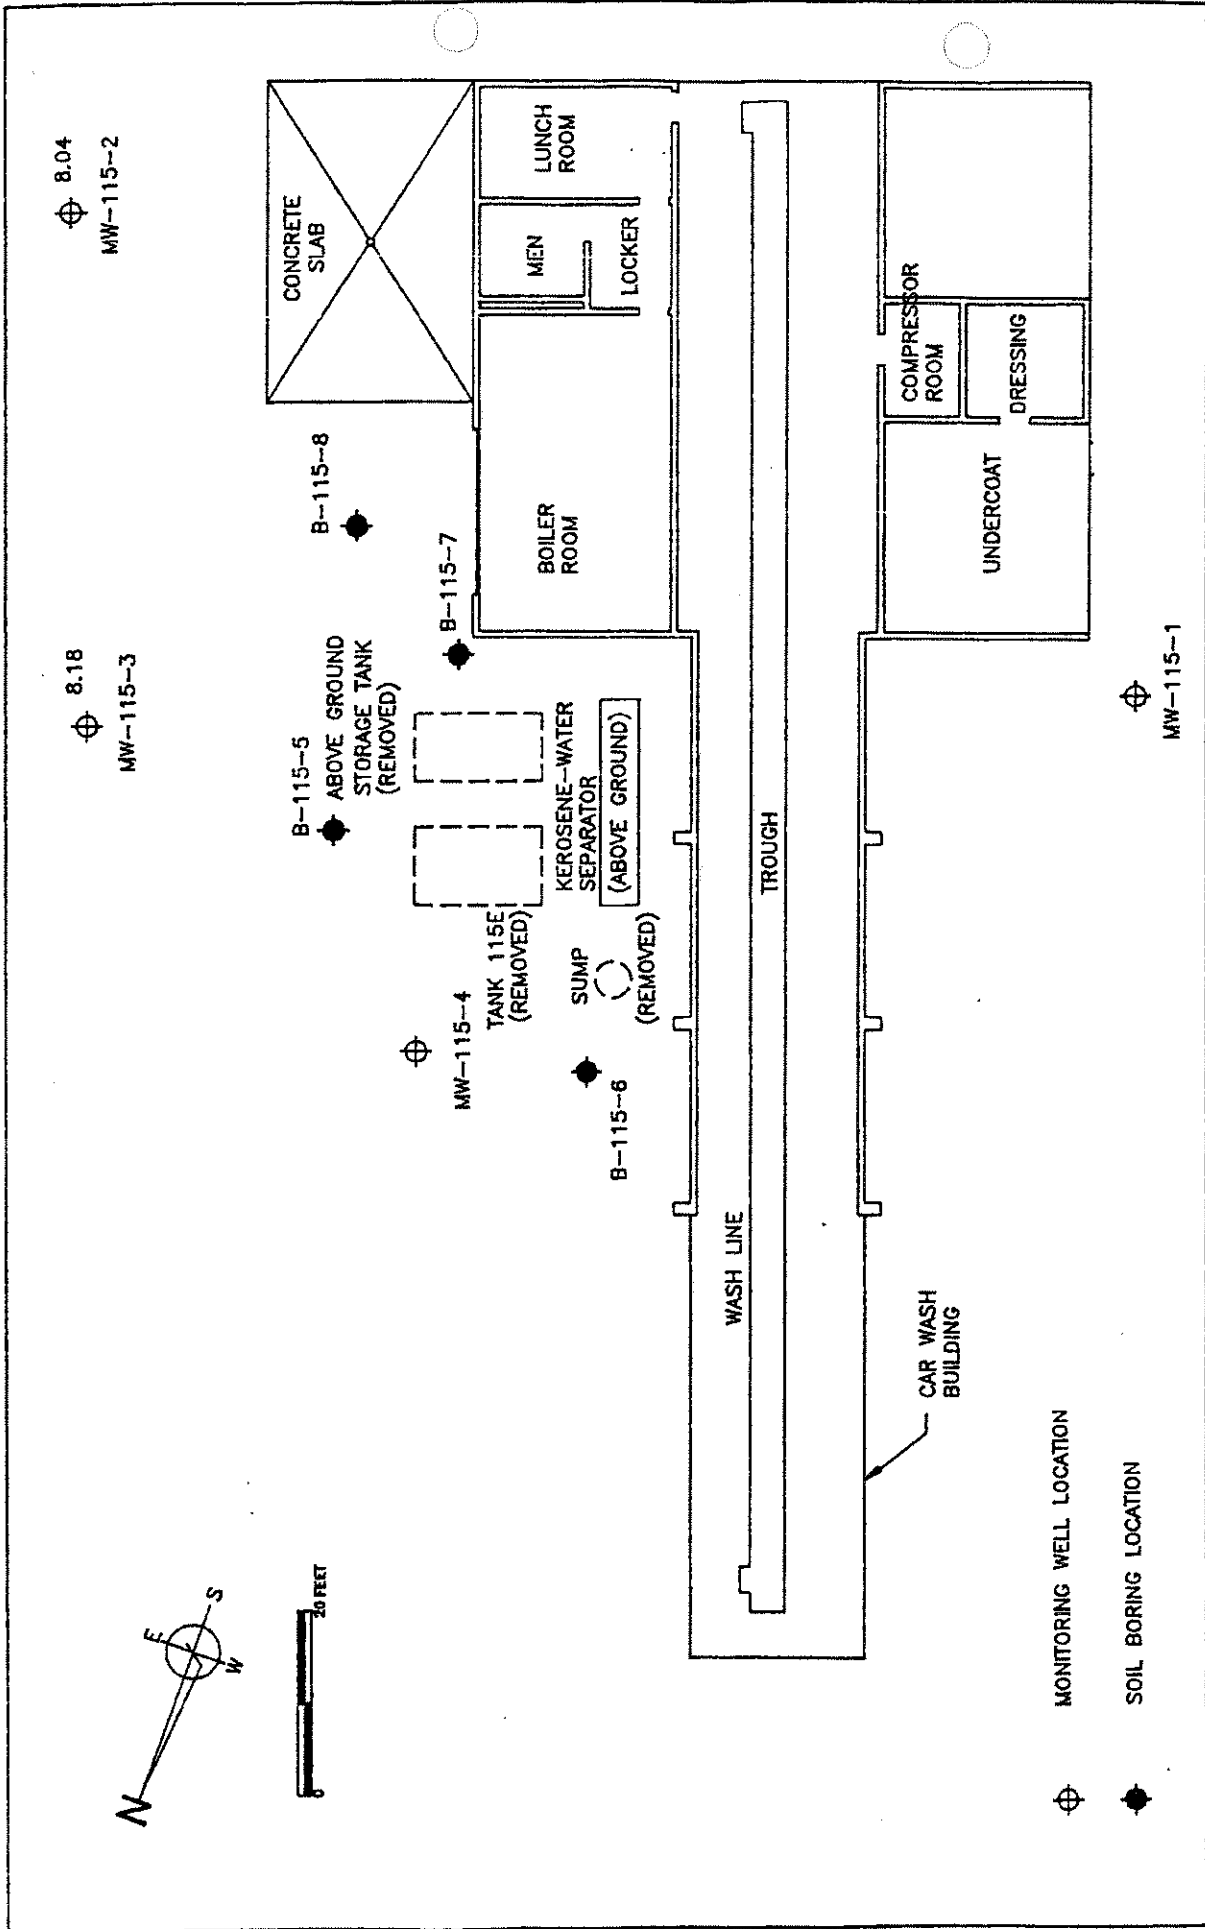 8.04
MW-115-2
8.18
MW-115-3
CONCRETE
SLAB
LUNCH
ROOM
MEN
LOCKER
B-115-8
B-115-7
BOILER
ROOM
COMPRESSOR
ROOM
DRESSING
UNDERCOAT
B-115-5
ABOVE GROUND
STORAGE TANK
(REMOVED)
KEROSENE-WATER
SEPARATOR
(ABOVE GROUND)
TANK 115E
(REMOVED)
SUMP
(REMOVED)
MW-115-4
B-115-6
MW-115-1
TROUGH
WASH LINE
CAR WASH
BUILDING
N
E
S
W
0
20 FEET
MONITORING WELL LOCATION
SOIL BORING LOCATION